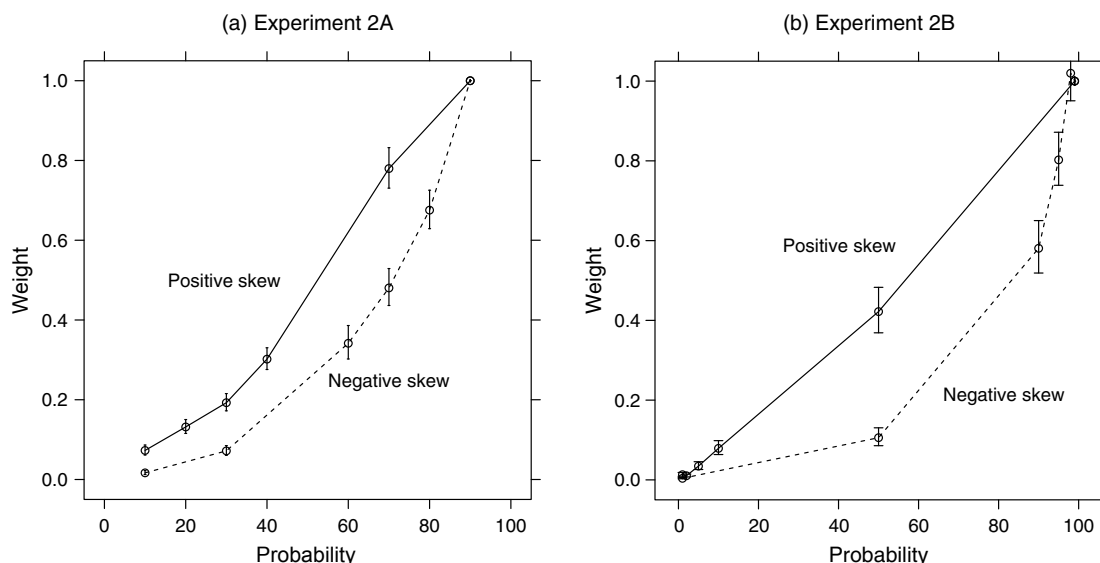 (a) Experiment 2A
Weight
1.0
0.8
0.6
0.4
0.2
0.0
Positive skew
Negative skew
0 20 40 60 80 100
Probability
(b) Experiment 2B
Weight
1.0
0.8
0.6
0.4
0.2
0.0
Positive skew
Negative skew
0 20 40 60 80 100
Probability